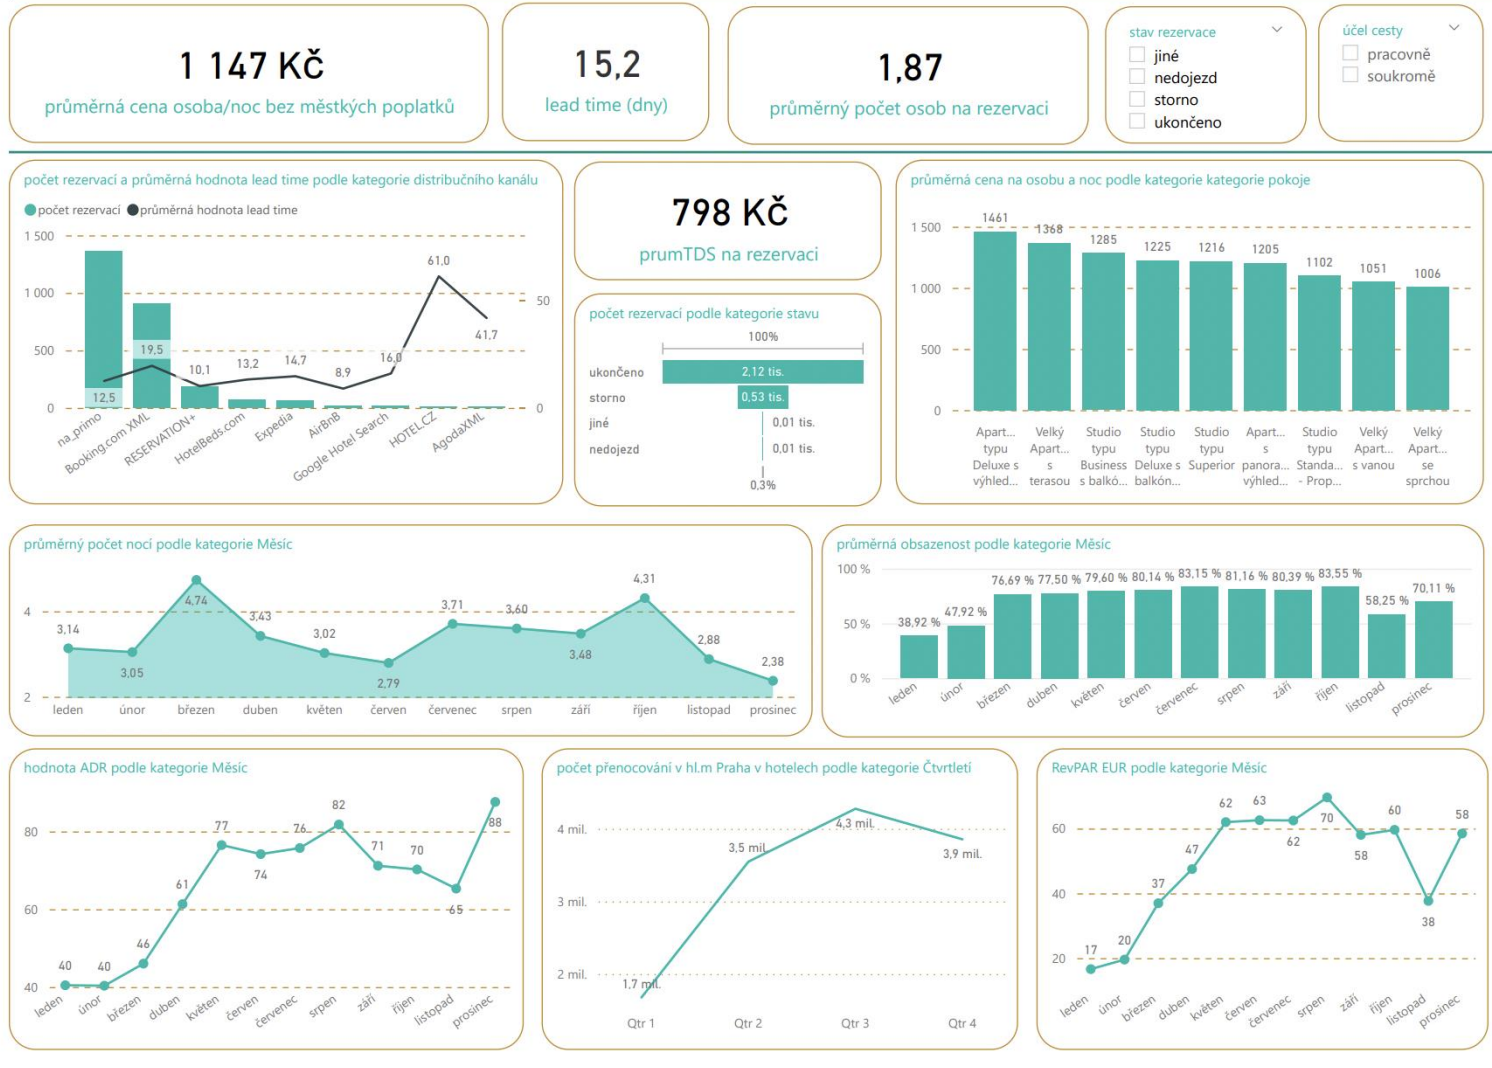 1 147 Kč
průměrná cena osoba/noc bez městkých poplatků
15,2
lead time (dny)
1,87
průměrný počet osob na rezervaci
stav rezervace
jiné
nedojezd
storno
ukončeno
účel cesty
pracovně
soukromě
počet rezervací a průměrná hodnota lead time podle kategorie distribučního kanálu
počet rezervací průměrná hodnota lead time
1 500
1 000
500
0
50
0
12,5
19,5
10,1
13,2
14,7
8,9
16,0
61,0
41,7
na_primo
Booking.com XML
RESERVATION+
HotelBeds.com
Expedia
AirBnB
Google Hotel Search
HOTEL.CZ
AgodaXML
798 Kč
prumTDS na rezervaci
počet rezervací podle kategorie stavu
100%
ukončeno 2,12 tis.
storno 0,53 tis.
jiné 0,01 tis.
nedojezd 0,01 tis.
0,3%
průměrná cena na osobu a noc podle kategorie kategorie pokoje
1 500
1 000
500
0
1461
1368
1285
1225
1216
1205
1102
1051
1006
Apart...
typu
Deluxe s
výhled...
Velký
Apart...
s
terasou
Studio
typu
Business
s balkó...
Studio
typu
Deluxe s
balkón...
Studio
typu
Superior
Apart...
s
panora...
výhled...
Studio
typu
Standa...
- Prop...
Velký
Apart...
s vanou
Velký
Apart...
se
sprchou
průměrný počet nocí podle kategorie Měsíc
4
2
3,14
3,05
4,74
3,43
3,02
2,79
3,71
3,60
3,48
4,31
2,88
2,38
leden únor březen duben květen červen červenec srpen září říjen listopad prosinec
průměrná obsazenost podle kategorie Měsíc
100 %
50 %
0 %
38,92 %
47,92 %
76,69 %
77,50 %
79,60 %
80,14 %
83,15 %
81,16 %
80,39 %
83,55 %
58,25 %
70,11 %
leden únor březen duben květen červen červenec srpen září říjen listopad prosinec
hodnota ADR podle kategorie Měsíc
80
60
40
40
40
46
61
77
74
76
82
71
70
65
88
leden únor březen duben květen červen červenec srpen září říjen listopad prosinec
počet přenocování v hl.m Praha v hotelech podle kategorie Čtvrtletí
4 mil.
3 mil.
2 mil.
1,7 mil.
3,5 mil.
4,3 mil.
3,9 mil.
Qtr 1 Qtr 2 Qtr 3 Qtr 4
RevPAR EUR podle kategorie Měsíc
60
40
20
17
20
37
47
62
63
62
70
58
60
38
58
leden únor březen duben květen červen červenec srpen září říjen listopad prosinec